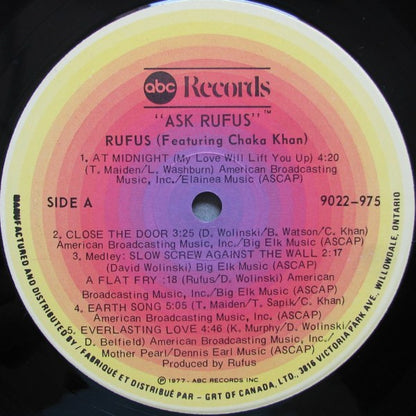 abc Records
"ASK RUFUS"™
RUFUS (Featuring Chaka Khan)
1. AT MIDNIGHT (My Love Will Lift You Up) 4:20
(T. Maiden/L. Washburn) American Broadcasting
Music, Inc./Elainea Music (ASCAP)
SIDE A
9022-975
2. CLOSE THE DOOR 3:25 (D. Wolinski/B. Watson/C. Khan)
American Broadcasting Music, Inc./Big Elk Music (ASCAP)
3. Medley: SLOW SCREW AGAINST THE WALL 2:17
(David Wolinski) Big Elk Music (ASCAP)
A FLAT FRY :18 (Rufus/D. Wolinski) American
Broadcasting Music, Inc./Big Elk Music (ASCAP)
4. EARTH SONG 5:05 (T. Maiden/T. Sapik/C. Khan)
American Broadcasting Music, Inc. (ASCAP)
5. EVERLASTING LOVE 4:46 (K. Murphy/D. Wolinski/
D. Belfield) American Broadcasting Music, Inc./
Mother Pearl/Dennis Earl Music (ASCAP)
Produced by Rufus
℗ 1977 - ABC RECORDS INC
MANUFACTURED AND DISTRIBUTED BY/FABRIQUÉ ET DISTRIBUÉ PAR - GRT OF CANADA, LTD., 3816 VICTORIA PARK AVE. WILLOWDALE, ONTARIO